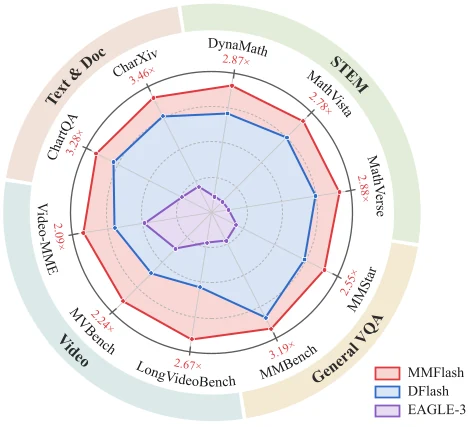 Text & Doc
STEM
General VQA
Video
DynaMath
2.87×
MathVista
2.78×
MathVerse
2.88×
MMStar
2.55×
MMBench
3.19×
LongVideoBench
2.67×
MVBench
2.24×
Video-MME
2.09×
ChartQA
3.28×
CharXiv
3.46×
MMFlash
DFlash
EAGLE-3